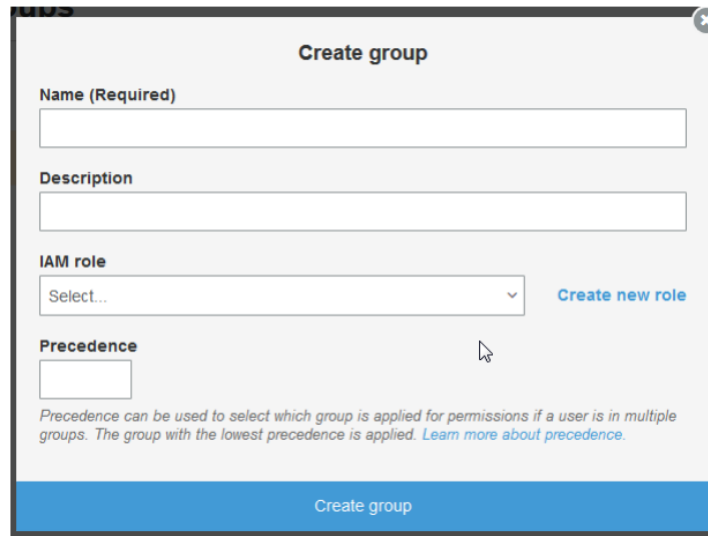 Create group
Name (Required)
Description
IAM role
Select...
Create new role
Precedence
Precedence can be used to select which group is applied for permissions if a user is in multiple
groups. The group with the lowest precedence is applied. Learn more about precedence.
Create group